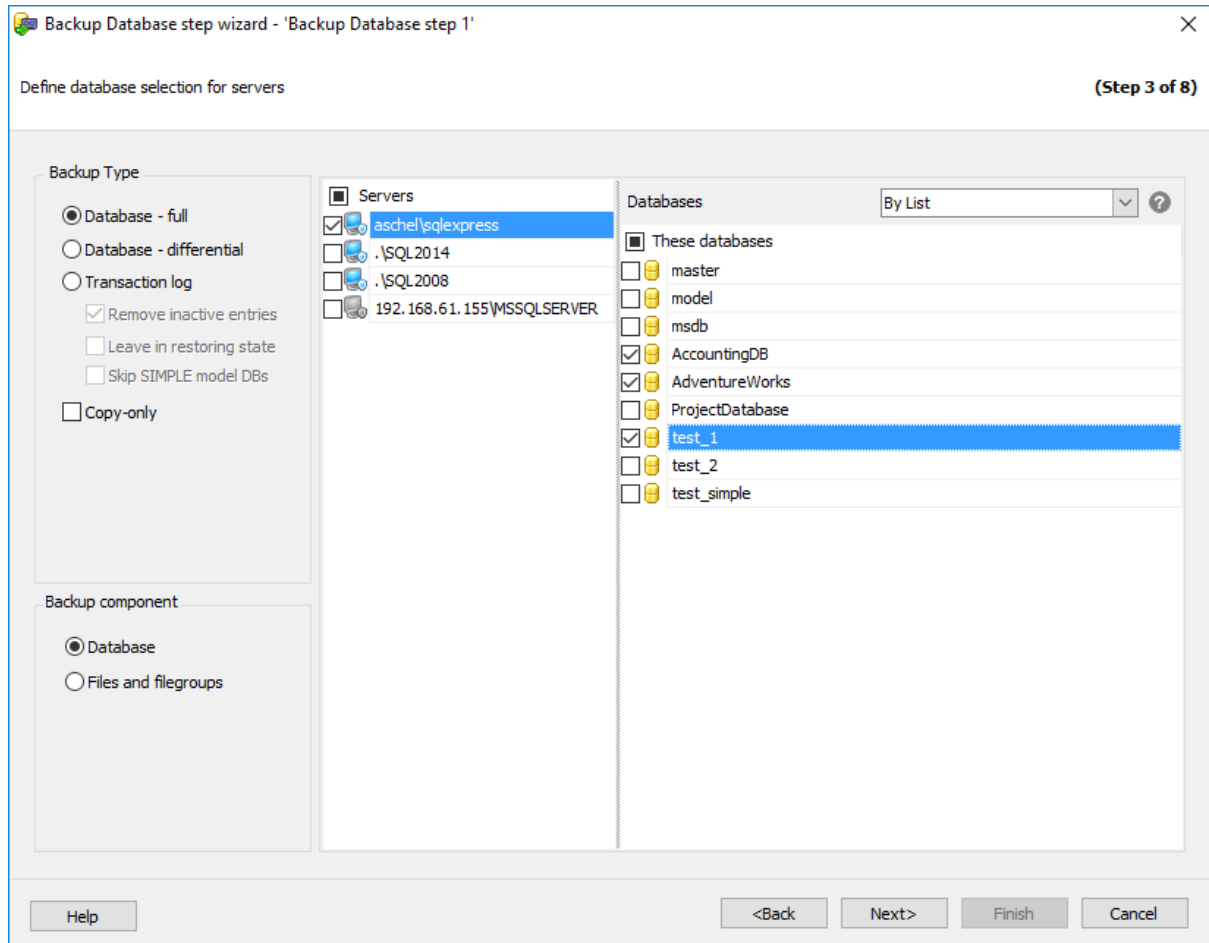 Backup Database step wizard - 'Backup Database step 1'
Define database selection for servers
(Step 3 of 8)
Backup Type
Database - full
Database - differential
Transaction log
Remove inactive entries
Leave in restoring state
Skip SIMPLE model DBs
Copy-only
Backup component
Database
Files and filegroups
Servers
aschel\sqlexpress
.\SQL2014
.\SQL2008
192.168.61.155\MSSQLSERVER
Databases
By List
?
These databases
master
model
msdb
AccountingDB
AdventureWorks
ProjectDatabase
test_1
test_2
test_simple
Help
<Back
Next>
Finish
Cancel